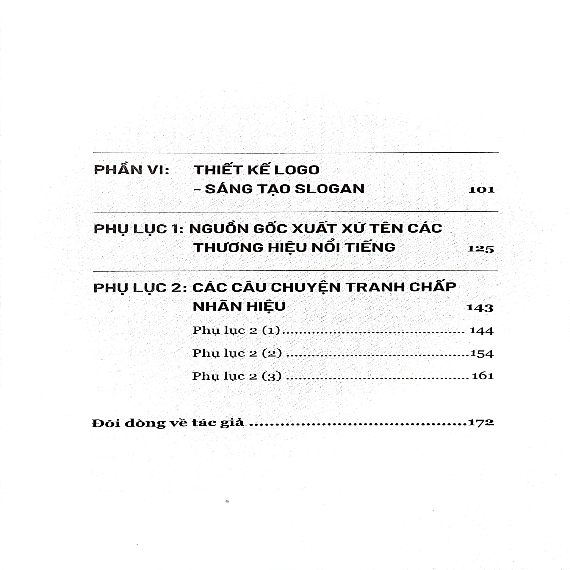 PHẦN VI: THIẾT KẾ LOGO
– SÁNG TẠO SLOGAN 101
PHỤ LỤC 1: NGUỒN GỐC XUẤT XỨ TÊN CÁC
THƯƠNG HIỆU NỔI TIẾNG 125
PHỤ LỤC 2: CÁC CÂU CHUYỆN TRANH CHẤP
NHÃN HIỆU 143
Phụ lục 2 (1)............................................. 144
Phụ lục 2 (2) .............................................154
Phụ lục 2 (3) ............................................. 161
Đôi dòng về tác giả ........................................172